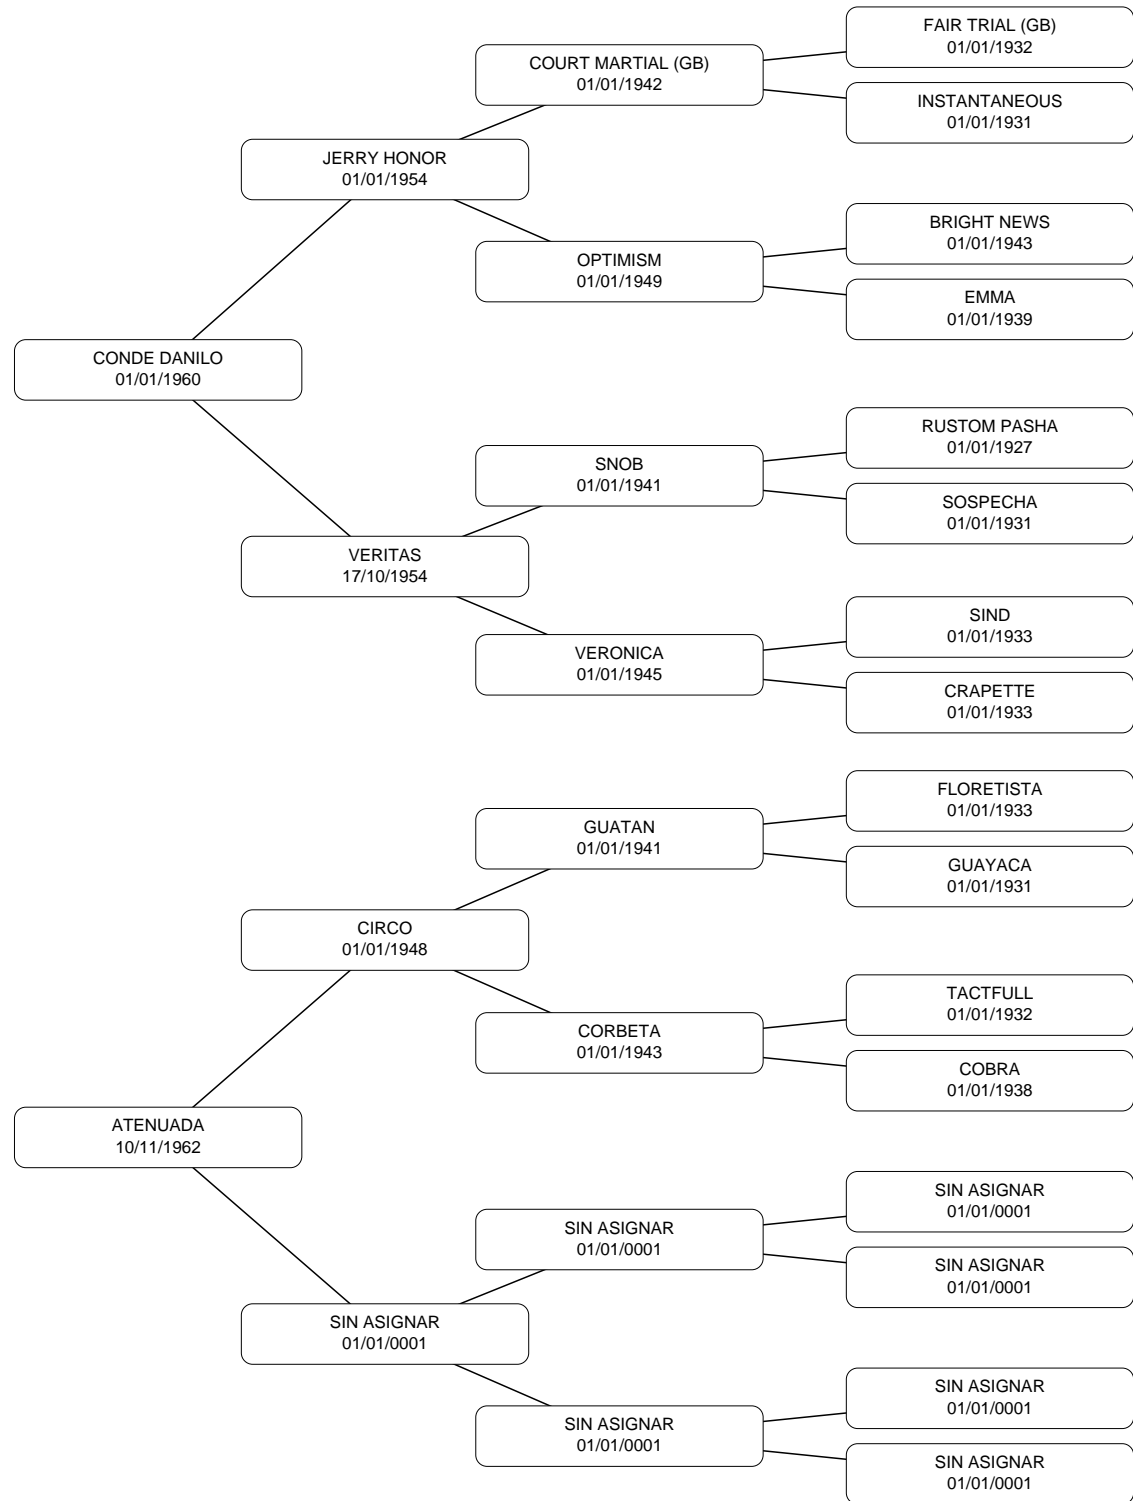 FAIR TRIAL (GB)
01/01/1932
COURT MARTIAL (GB)
01/01/1942
INSTANTANEOUS
01/01/1931
JERRY HONOR
01/01/1954
BRIGHT NEWS
01/01/1943
OPTIMISM
01/01/1949
EMMA
01/01/1939
CONDE DANILO
01/01/1960
RUSTOM PASHA
01/01/1927
SNOB
01/01/1941
SOSPECHA
01/01/1931
VERITAS
17/10/1954
SIND
01/01/1933
VERONICA
01/01/1945
CRAPETTE
01/01/1933
FLORETISTA
01/01/1933
GUATAN
01/01/1941
GUAYACA
01/01/1931
CIRCO
01/01/1948
TACTFULL
01/01/1932
CORBETA
01/01/1943
COBRA
01/01/1938
ATENUADA
10/11/1962
SIN ASIGNAR
01/01/0001
SIN ASIGNAR
01/01/0001
SIN ASIGNAR
01/01/0001
SIN ASIGNAR
01/01/0001
SIN ASIGNAR
01/01/0001
SIN ASIGNAR
01/01/0001
SIN ASIGNAR
01/01/0001